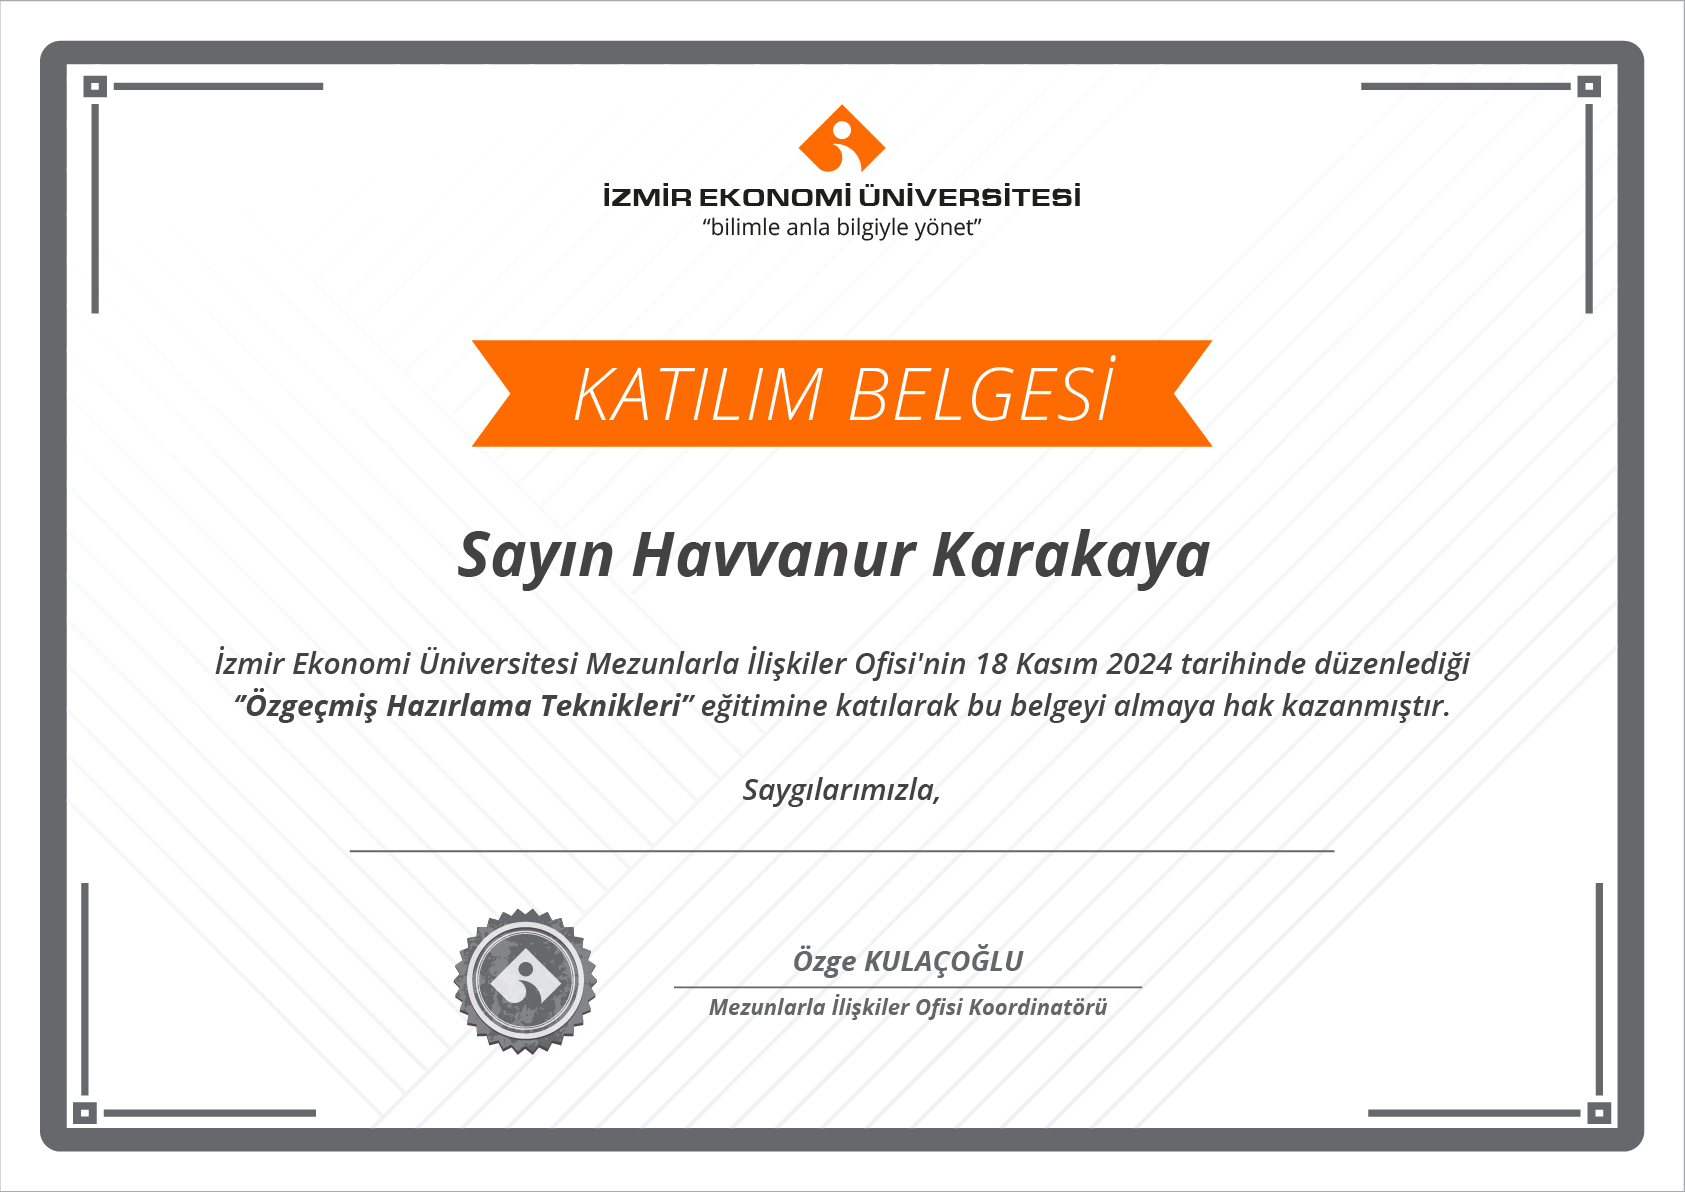 İZMİR EKONOMİ ÜNİVERSİTESİ
“bilimle anla bilgiyle yönet”
KATILIM BELGESİ
Sayın Havvanur Karakaya
İzmir Ekonomi Üniversitesi Mezunlarla İlişkiler Ofisi'nin 18 Kasım 2024 tarihinde düzenlediği
“Özgeçmiş Hazırlama Teknikleri” eğitimine katılarak bu belgeyi almaya hak kazanmıştır.
Saygılarımızla,
Özge KULAÇOĞLU
Mezunlarla İlişkiler Ofisi Koordinatörü